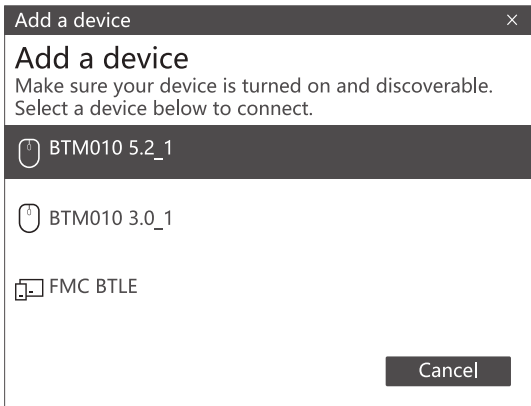 Add a device
Add a device
Make sure your device is turned on and discoverable.
Select a device below to connect.
BTM010 5.2_1
BTM010 3.0_1
FMC BTLE
Cancel